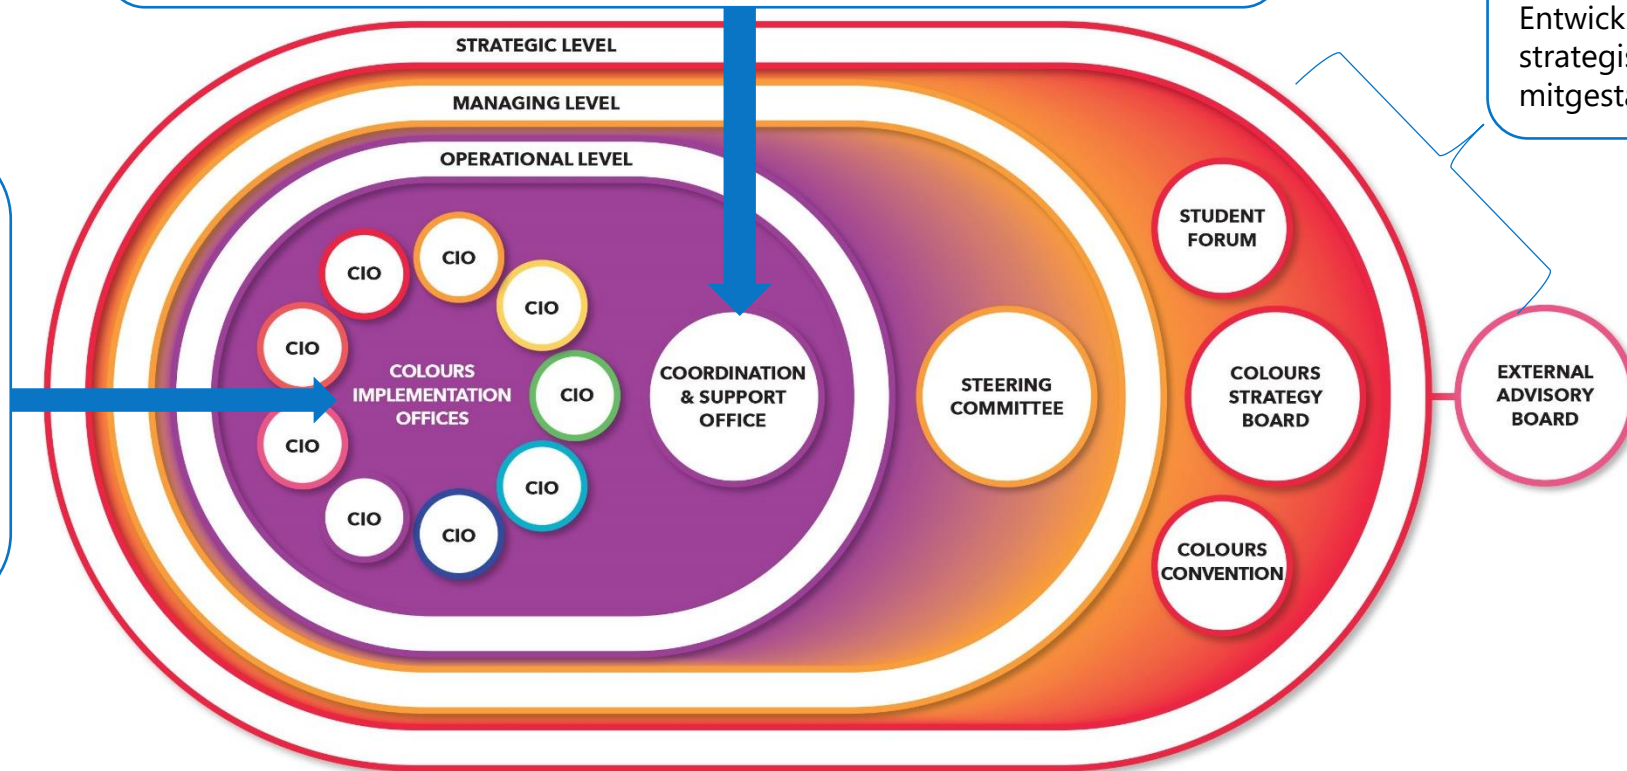 Entwick
strategis
mitgesta
STRATEGIC LEVEL
MANAGING LEVEL
OPERATIONAL LEVEL
CIO
CIO
CIO
CIO
CIO
CIO
CIO
CIO
CIO
COLOURS
IMPLEMENTATION
OFFICES
COORDINATION
& SUPPORT
OFFICE
STEERING
COMMITTEE
STUDENT
FORUM
COLOURS
STRATEGY
BOARD
COLOURS
CONVENTION
EXTERNAL
ADVISORY
BOARD